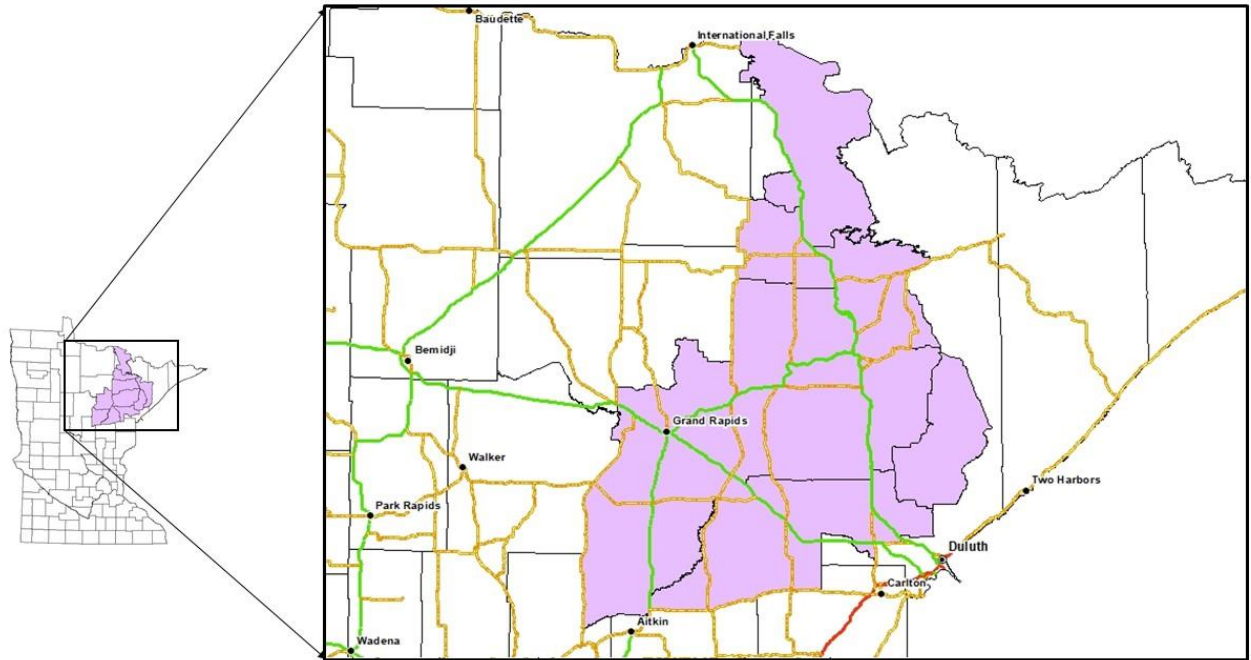 Baudette
International Falls
Bemidji
Grand Rapids
Walker
Two Harbors
Park Rapids
Duluth
Carlton
Aitkin
Wadena